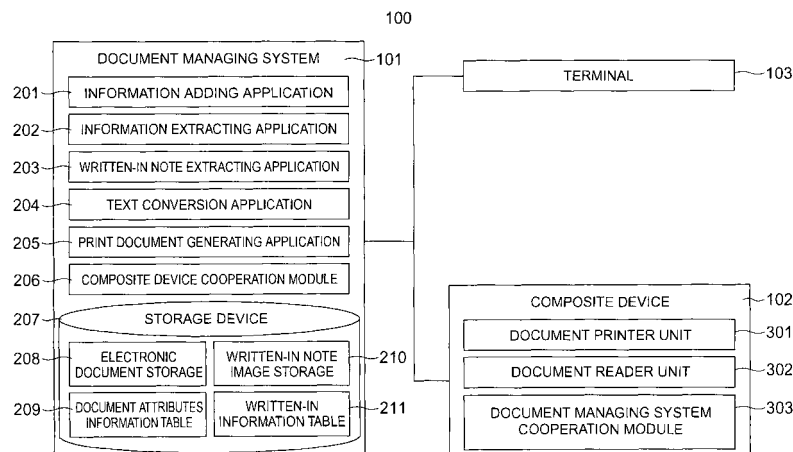 100
DOCUMENT MANAGING SYSTEM
101
201
INFORMATION ADDING APPLICATION
202
INFORMATION EXTRACTING APPLICATION
203
WRITTEN-IN NOTE EXTRACTING APPLICATION
204
TEXT CONVERSION APPLICATION
205
PRINT DOCUMENT GENERATING APPLICATION
206
COMPOSITE DEVICE COOPERATION MODULE
207
STORAGE DEVICE
208
ELECTRONIC
DOCUMENT STORAGE
WRITTEN-IN NOTE
IMAGE STORAGE
210
209
DOCUMENT ATTRIBUTES
INFORMATION TABLE
WRITTEN-IN
INFORMATION TABLE
211
TERMINAL
103
COMPOSITE DEVICE
102
DOCUMENT PRINTER UNIT
301
DOCUMENT READER UNIT
302
DOCUMENT MANAGING SYSTEM
COOPERATION MODULE
303